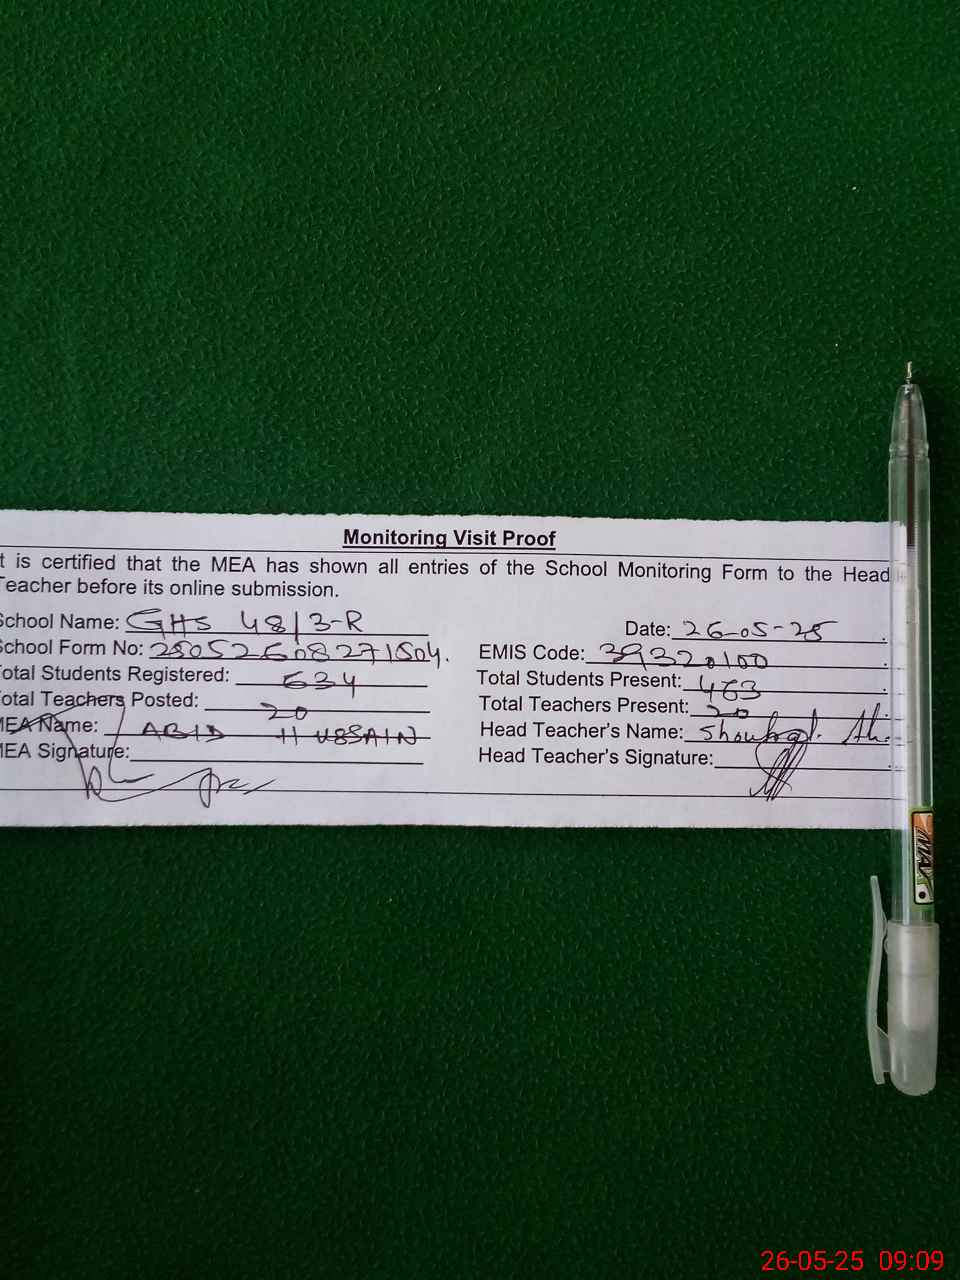 Monitoring Visit Proof
t is certified that the MEA has shown all entries of the School Monitoring Form to the Head
Teacher before its online submission.
School Name: GHS 48/3-R Date: 26-05-25
School Form No: EMIS Code: 39320100
Total Students Registered: 634 Total Students Present: 463
Total Teachers Posted: 20 Total Teachers Present: 20
MEA Name: ABID HUSSAIN Head Teacher's Name:
MEA Signature: Head Teacher's Signature:
MAX
26-05-25 09:09